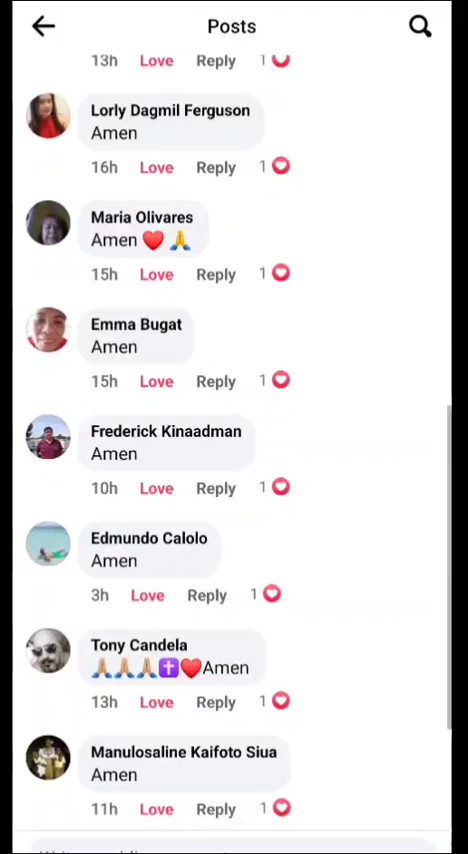 Posts
13h Love Reply 1
Lorly Dagmil Ferguson
Amen
16h Love Reply 1
Maria Olivares
Amen ❤️ 🙏
15h Love Reply 1
Emma Bugat
Amen
15h Love Reply 1
Frederick Kinaadman
Amen
10h Love Reply 1
Edmundo Calolo
Amen
3h Love Reply 1
Tony Candela
🙏🏽🙏🏽🙏🏽✝️❤️Amen
13h Love Reply 1
Manulosaline Kaifoto Siua
Amen
11h Love Reply 1